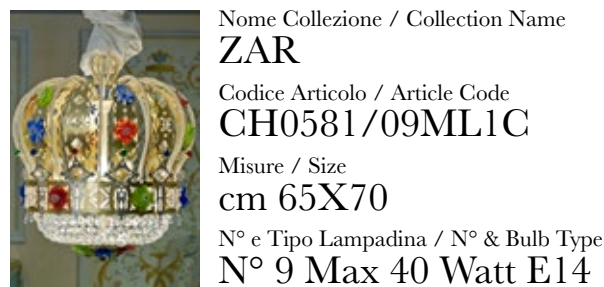 Nome Collezione / Collection Name
ZAR
Codice Articolo / Article Code
CH0581/09ML1C
Misure / Size
cm 65X70
N° e Tipo Lampadina / N° & Bulb Type
N° 9 Max 40 Watt E14